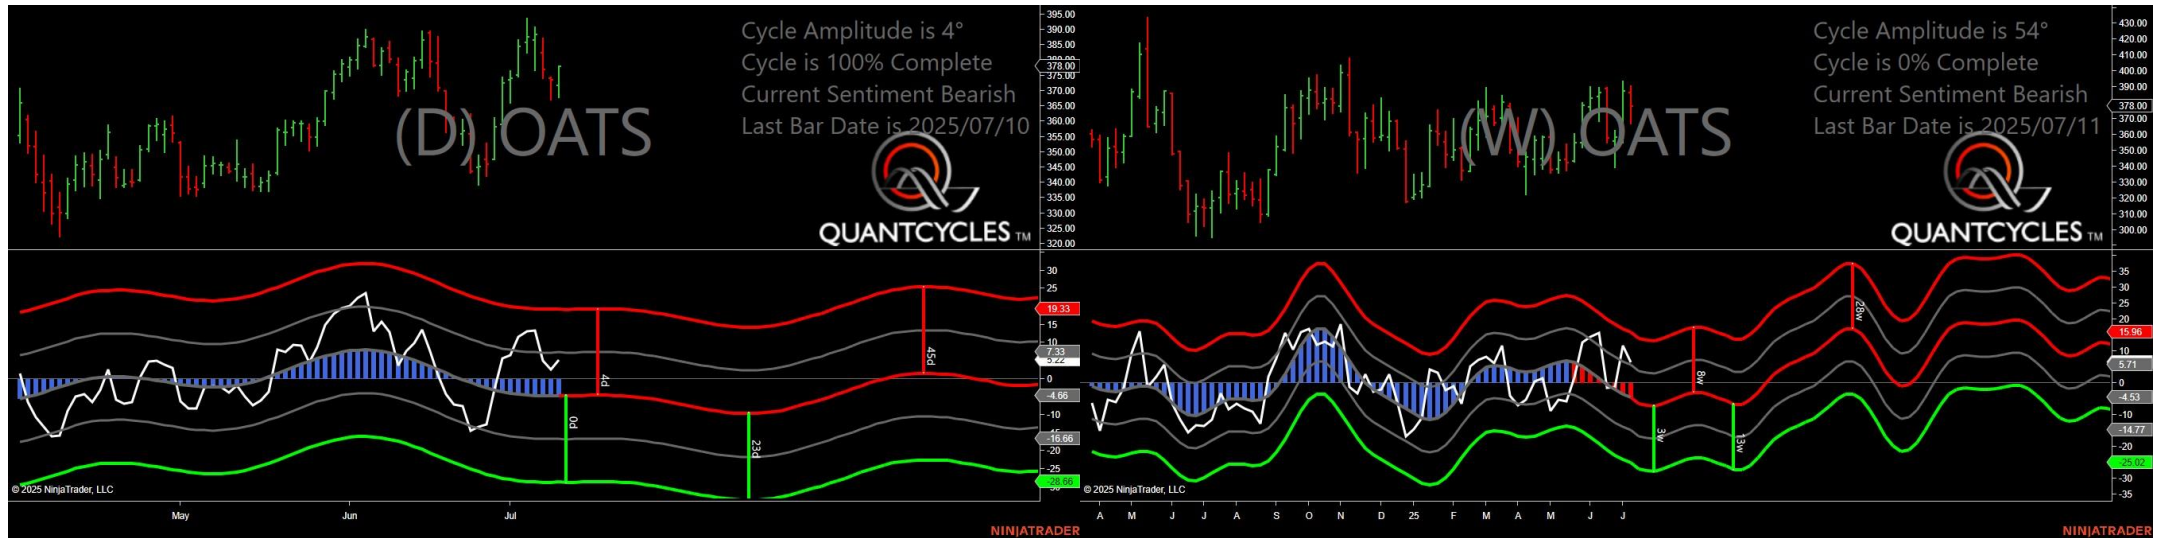 Cycle Amplitude is 4°
Cycle is 100% Complete
Current Sentiment Bearish
Last Bar Date is 2025/07/10
(D) OATS
QUANTCYCLES TM
395.00
390.00
385.00
378.00
375.00
370.00
365.00
360.00
355.00
350.00
345.00
340.00
335.00
330.00
325.00
320.00
30
25
19.33
15
10
7.33
5.22
0
-4.66
-10
-16.66
-20
-25
-28.66
4d
45d
0d
23d
© 2025 NinjaTrader, LLC
May
Jun
Jul
NINJATRADER
Cycle Amplitude is 54°
Cycle is 0% Complete
Current Sentiment Bearish
Last Bar Date is 2025/07/11
(W) OATS
QUANTCYCLES TM
430.00
420.00
410.00
400.00
390.00
378.00
370.00
360.00
350.00
340.00
330.00
320.00
310.00
300.00
35
30
25
20
15.96
10
5.71
0
-4.53
-10
-14.77
-20
-25.02
-30
-35
28w
8w
3w
13w
© 2025 NinjaTrader, LLC
A M J J A S O N D 25 F M A M J J
NINJATRADER